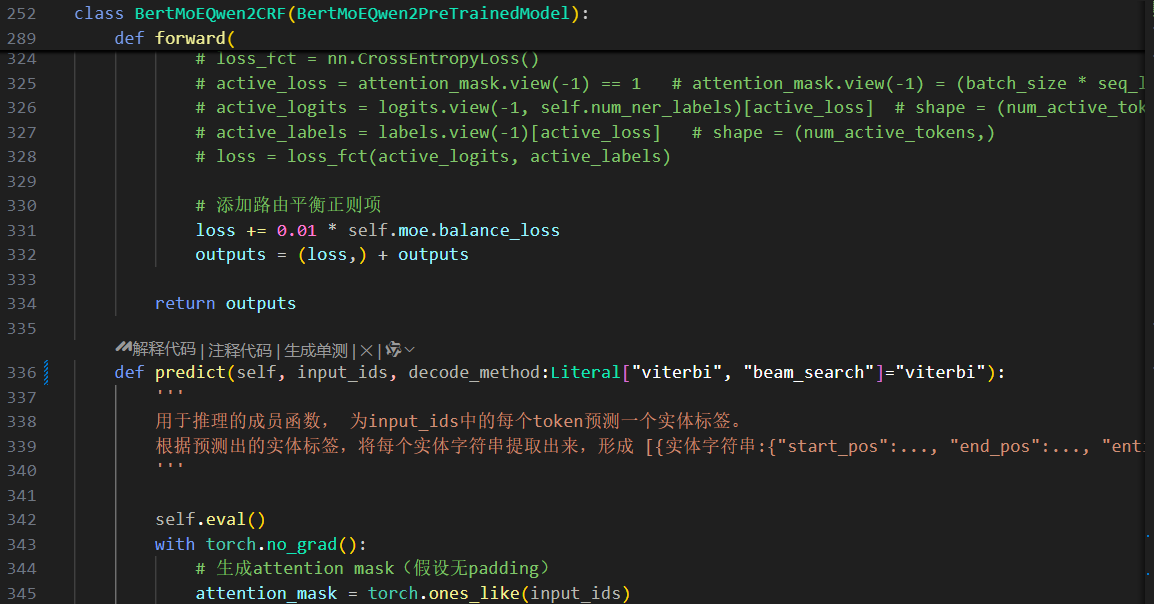 252 class BertMoEQwen2CRF(BertMoEQwen2PreTrainedModel):
289 def forward(
324 # loss_fct = nn.CrossEntropyLoss()
325 # active_loss = attention_mask.view(-1) == 1 # attention_mask.view(-1) = (batch_size * seq_l
326 # active_logits = logits.view(-1, self.num_ner_labels)[active_loss] # shape = (num_active_tok
327 # active_labels = labels.view(-1)[active_loss] # shape = (num_active_tokens,)
328 # loss = loss_fct(active_logits, active_labels)
329
330 # 添加路由平衡正则项
331 loss += 0.01 * self.moe.balance_loss
332 outputs = (loss,) + outputs
333
334 return outputs
335
解释代码 | 注释代码 | 生成单测 | × |
336 def predict(self, input_ids, decode_method:Literal["viterbi", "beam_search"]="viterbi"):
337 '''
338 用于推理的成员函数, 为input_ids中的每个token预测一个实体标签。
339 根据预测出的实体标签，将每个实体字符串提取出来，形成 [{实体字符串:{"start_pos":..., "end_pos":..., "enti
340 '''
341
342 self.eval()
343 with torch.no_grad():
344 # 生成attention mask（假设无padding）
345 attention_mask = torch.ones_like(input_ids)